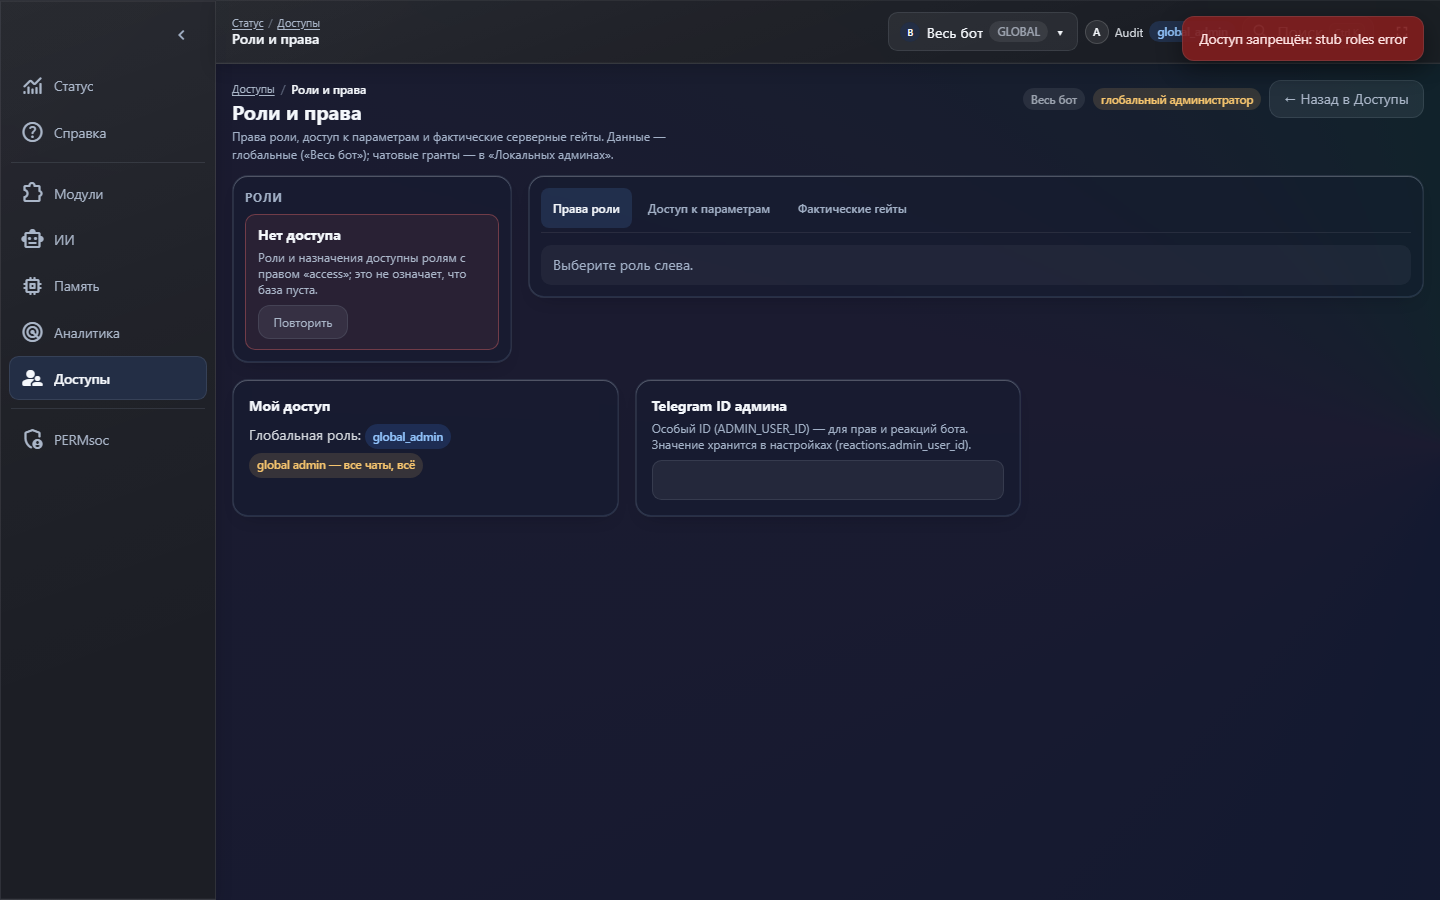 Статус / Доступы
Роли и права
B Весь бот GLOBAL ▾
A Audit
Доступ запрещён: stub roles error
Статус
Справка
Модули
ИИ
Память
Аналитика
Доступы
PERMsoc
Доступы / Роли и права
Роли и права
Права роли, доступ к параметрам и фактические серверные гейты. Данные —
глобальные («Весь бот»); чатовые гранты — в «Локальных админах».
Весь бот
глобальный администратор
← Назад в Доступы
РОЛИ
Нет доступа
Роли и назначения доступны ролям с
правом «access»; это не означает, что
база пуста.
Повторить
Права роли
Доступ к параметрам
Фактические гейты
Выберите роль слева.
Мой доступ
Глобальная роль: global_admin
global admin — все чаты, всё
Telegram ID админа
Особый ID (ADMIN_USER_ID) — для прав и реакций бота.
Значение хранится в настройках (reactions.admin_user_id).